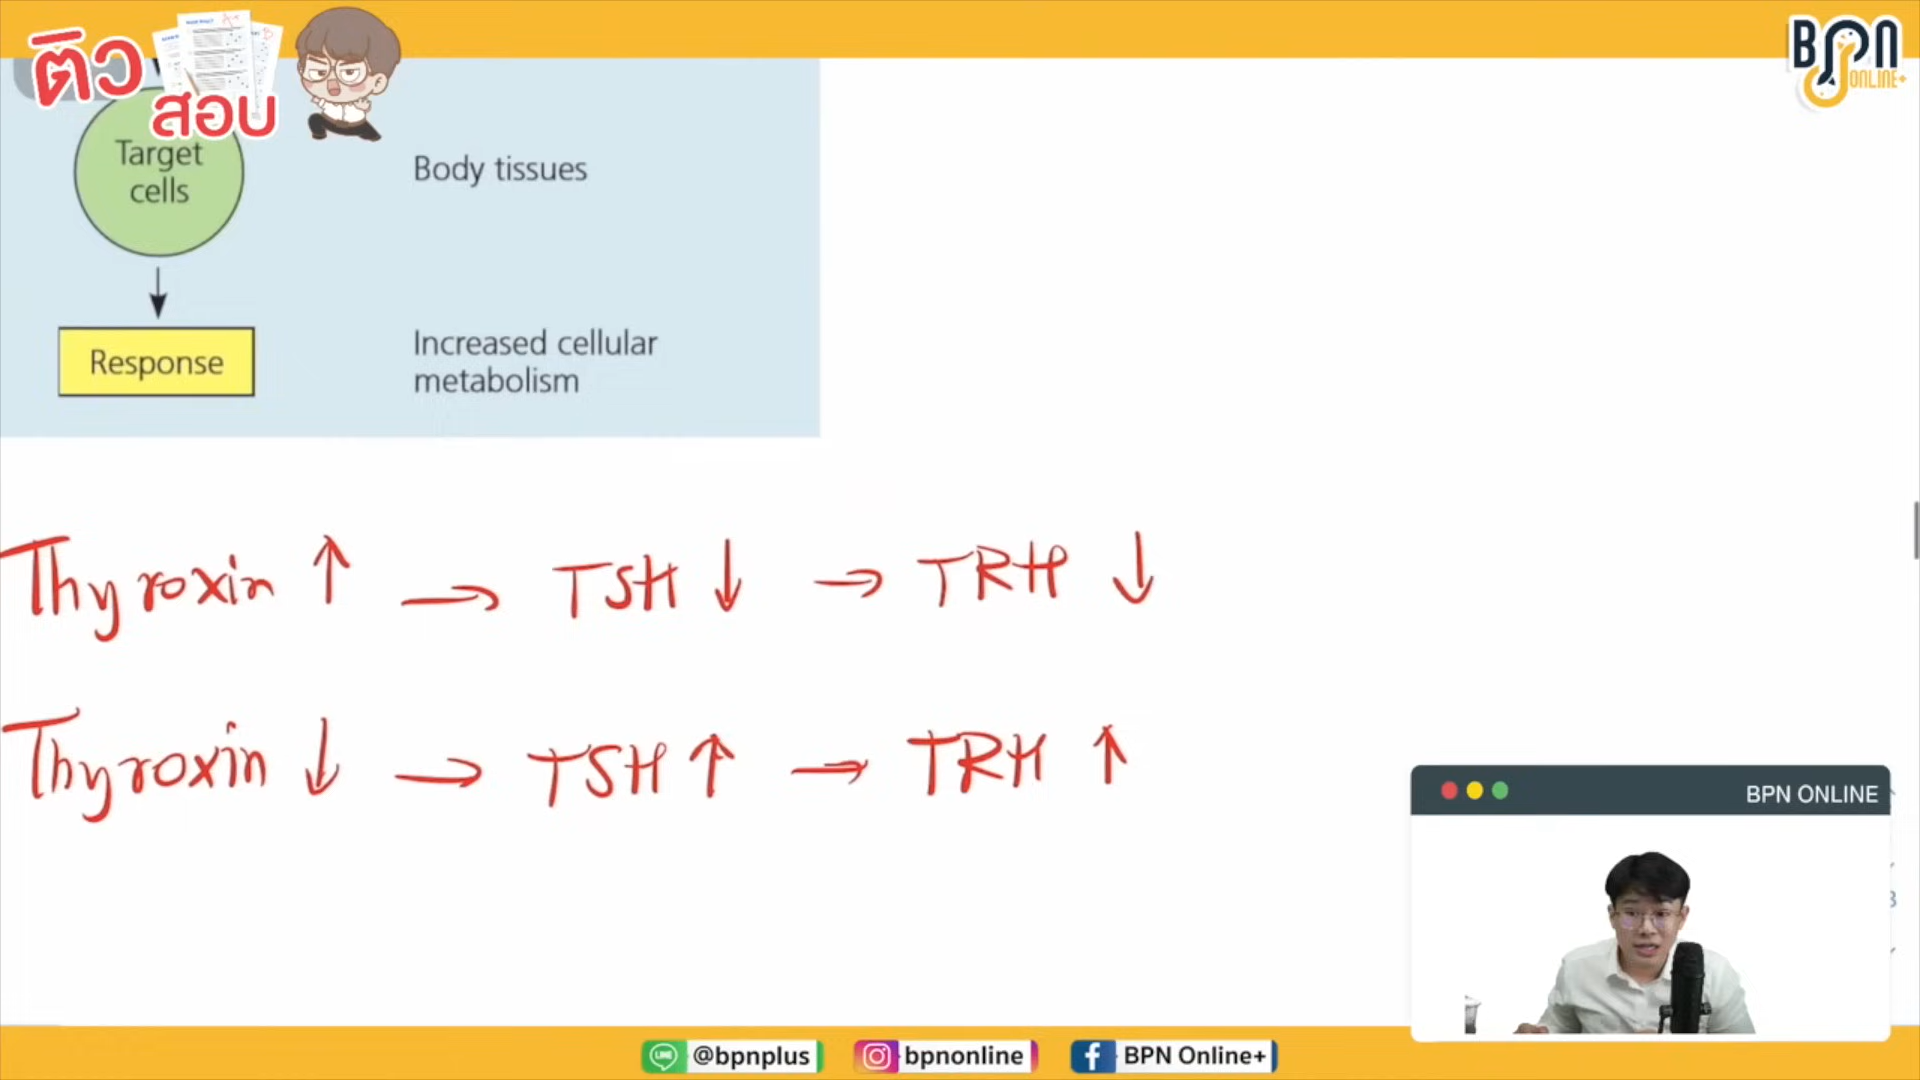 ติว
สอบ
BPN
ONLINE+
Target
cells
Body tissues
Response
Increased cellular
metabolism
Thyroxin ↑ → TSH ↓ → TRH ↓
Thyroxin ↓ → TSH ↑ → TRH ↑
BPN ONLINE
LINE
@bpnplus
bpnonline
BPN Online+